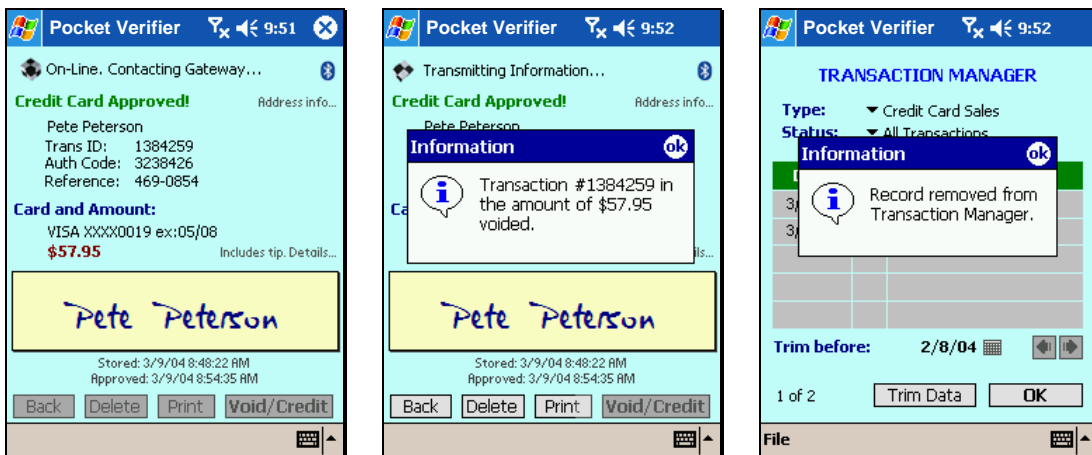 Pocket Verifier 9:51
On-Line. Contacting Gateway...
Credit Card Approved! Address info...
Pete Peterson
Trans ID: 1384259
Auth Code: 3238426
Reference: 469-0854
Card and Amount:
VISA XXXX0019 ex:05/08
$57.95 Includes tip. Details...
Pete Peterson
Stored: 3/9/04 8:48:22 AM
Approved: 3/9/04 8:54:35 AM
Back Delete Print Void/Credit
Pocket Verifier 9:52
Transmitting Information...
Credit Card Approved! Address info...
Pete Peterson
Information ok
Transaction #1384259 in
the amount of $57.95
voided.
Pete Peterson
Stored: 3/9/04 8:48:22 AM
Approved: 3/9/04 8:54:35 AM
Back Delete Print Void/Credit
Pocket Verifier 9:52
TRANSACTION MANAGER
Type: Credit Card Sales
Status: All Transactions
Information ok
Record removed from
Transaction Manager.
Trim before: 2/8/04
1 of 2 Trim Data OK
File